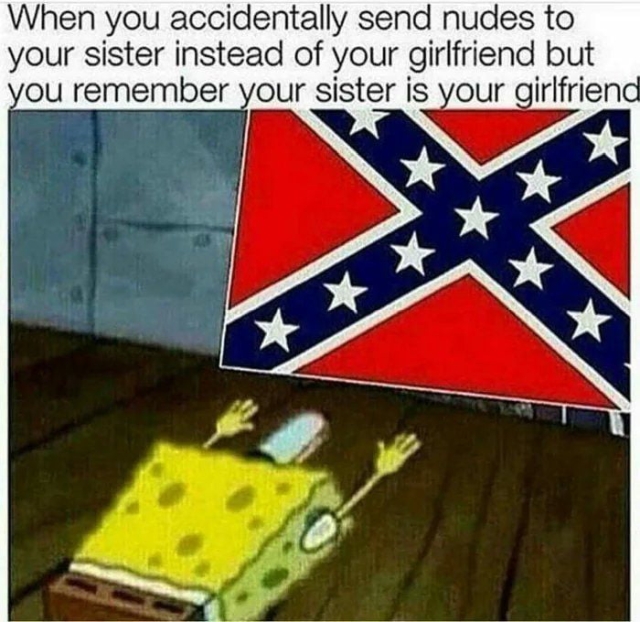 When you accidentally send nudes to
your sister instead of your girlfriend but
you remember your sister is your girlfriend